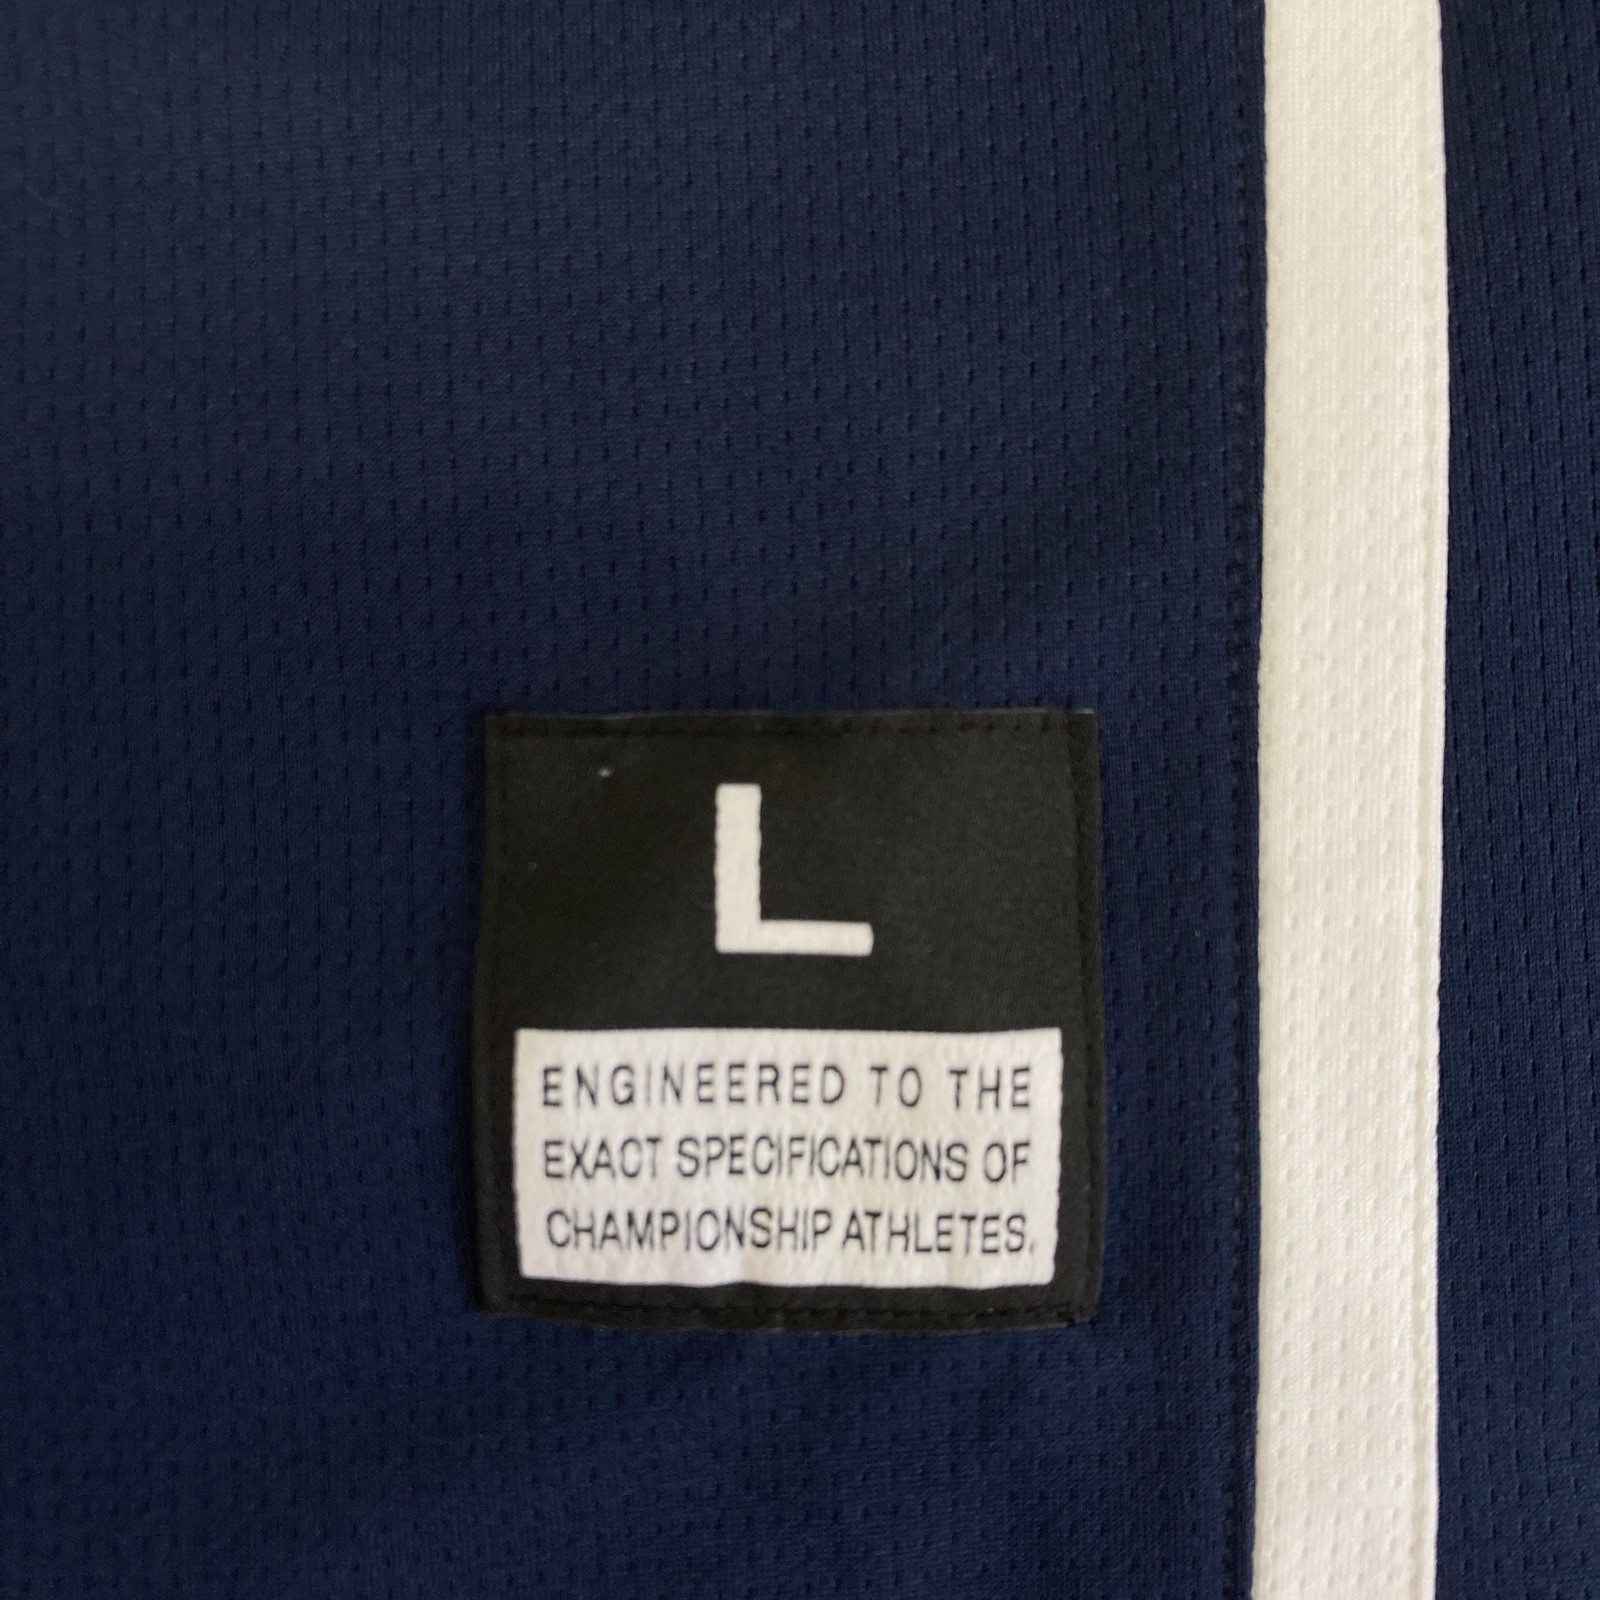 L
ENGINEERED TO THE
EXACT SPECIFICATIONS OF
CHAMPIONSHIP ATHLETES.